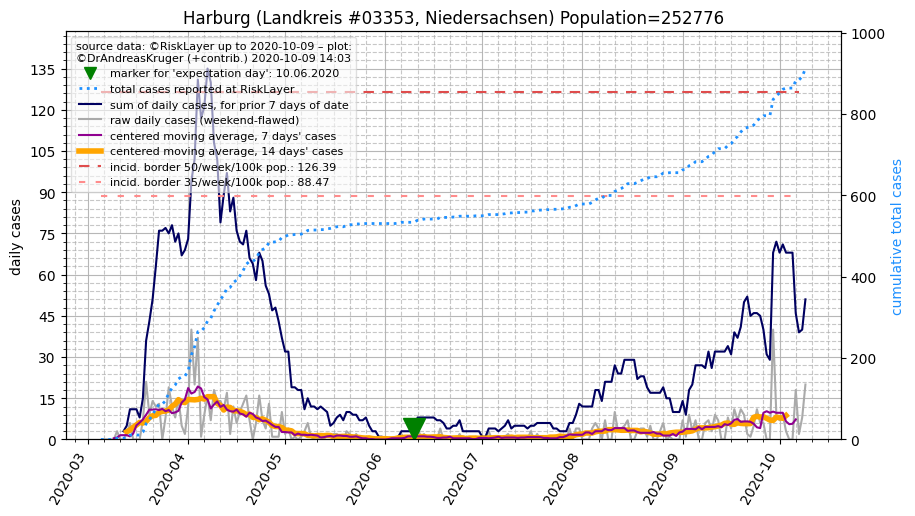 Harburg (Landkreis #03353, Niedersachsen) Population=252776
source data: ©RiskLayer up to 2020-10-09 – plot:
©DrAndreasKruger (+contrib.) 2020-10-09 14:03
marker for 'expectation day': 10.06.2020
total cases reported at RiskLayer
sum of daily cases, for prior 7 days of date
raw daily cases (weekend-flawed)
centered moving average, 7 days' cases
centered moving average, 14 days' cases
incid. border 50/week/100k pop.: 126.39
incid. border 35/week/100k pop.: 88.47
daily cases
135
120
105
90
75
60
45
30
15
0
1000
800
600
400
200
0
cumulative total cases
2020-03
2020-04
2020-05
2020-06
2020-07
2020-08
2020-09
2020-10